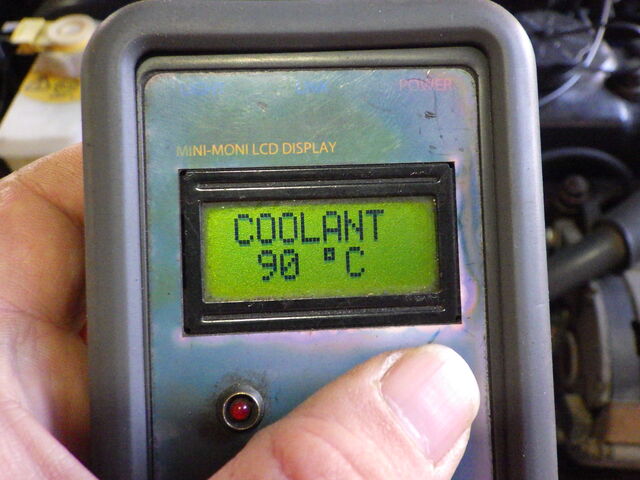 POWER
MINI-MONI LCD DISPLAY
COOLANT
90 °C